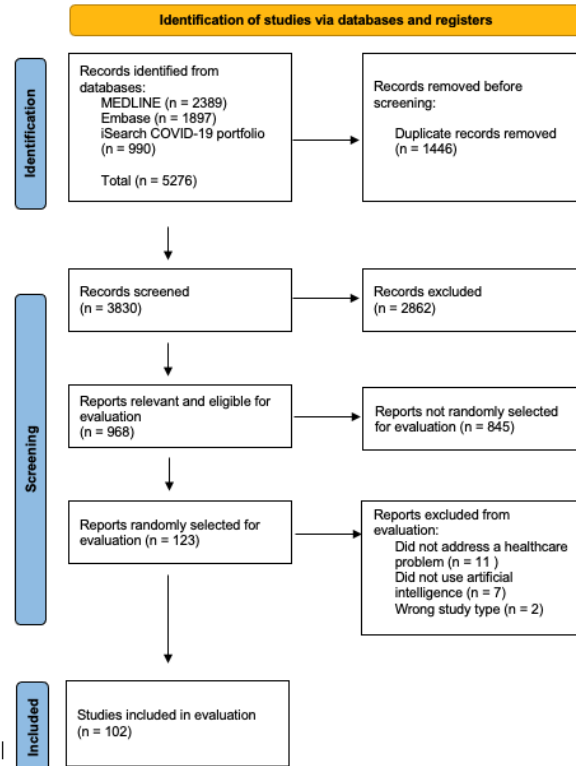 Identification of studies via databases and registers
Identification
Records identified from
databases:
MEDLINE (n = 2389)
Embase (n = 1897)
iSearch COVID-19 portfolio
(n = 990)
Total (n = 5276)
Records removed before
screening:
Duplicate records removed
(n = 1446)
Screening
Records screened
(n = 3830)
Records excluded
(n = 2862)
Reports relevant and eligible for
evaluation
(n = 968)
Reports not randomly selected
for evaluation (n = 845)
Reports randomly selected for
evaluation (n = 123)
Reports excluded from
evaluation:
Did not address a healthcare
problem (n = 11 )
Did not use artificial
intelligence (n = 7)
Wrong study type (n = 2)
Included
Studies included in evaluation
(n = 102)